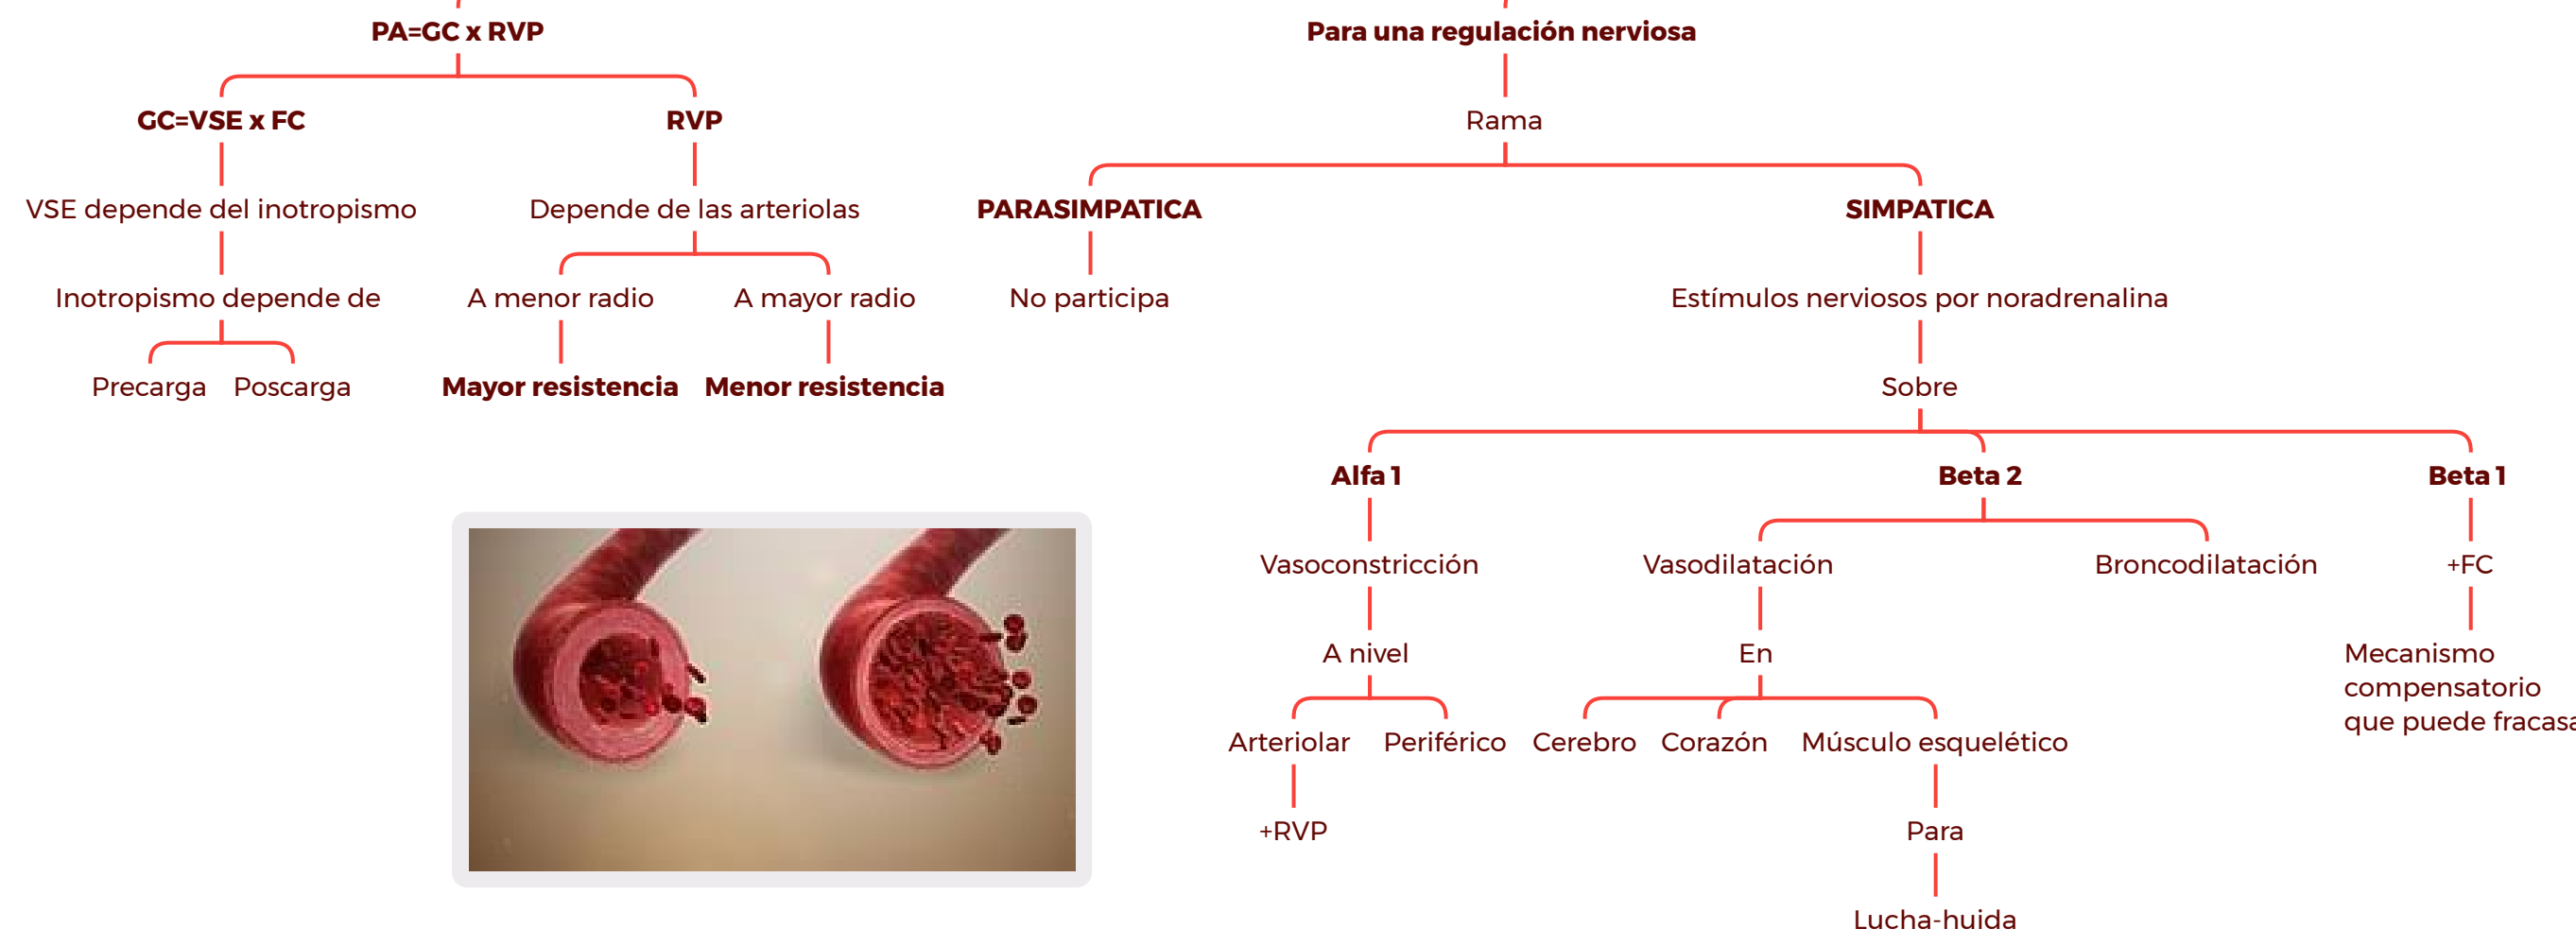 PA=GC x RVP
Para una regulación nerviosa
GC=VSE x FC
RVP
Rama
VSE depende del inotropismo
Depende de las arteriolas
PARASIMPATICA
SIMPATICA
Inotropismo depende de
A menor radio
A mayor radio
No participa
Estímulos nerviosos por noradrenalina
Precarga
Poscarga
Mayor resistencia
Menor resistencia
Sobre
Alfa 1
Beta 2
Beta 1
Vasoconstricción
Vasodilatación
Broncodilatación
+FC
A nivel
En
Mecanismo
compensatorio
que puede fracasa
Arteriolar
Periférico
Cerebro
Corazón
Músculo esquelético
+RVP
Para
Lucha-huida